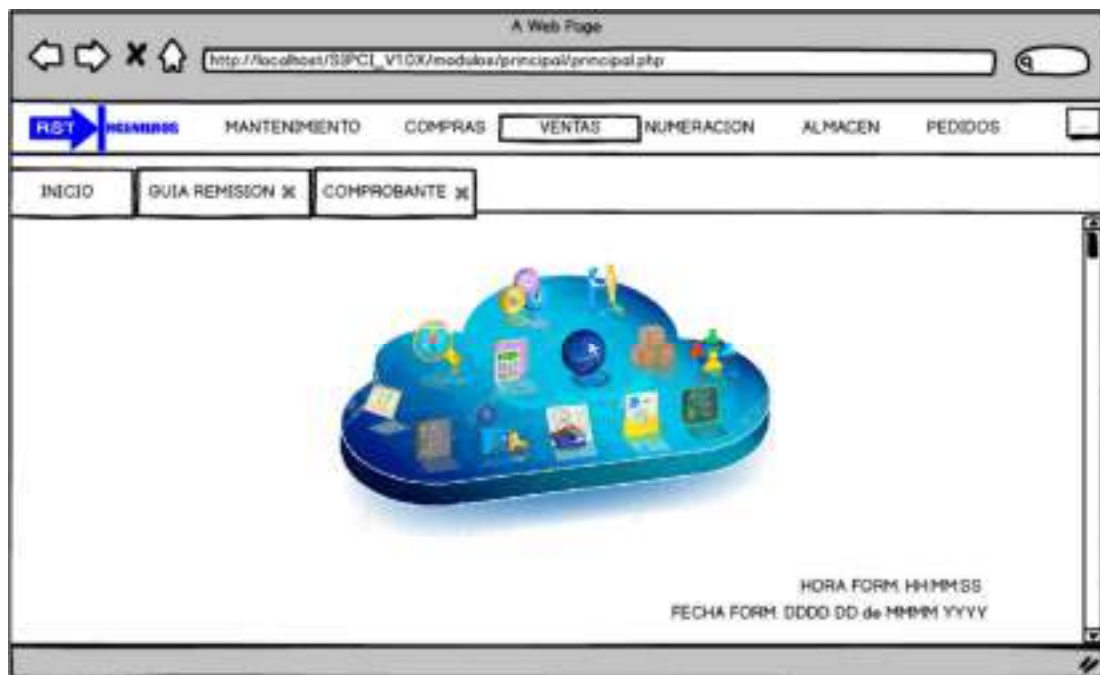 A Web Page
http://localhost/SIPCI_V10X/modulos/principal/principal.php
RST INGENIEROS MANTENIMIENTO COMPRAS VENTAS NUMERACION ALMACEN PEDIDOS
INICIO GUIA REMISION COMPROBANTE
HORA FORM. HH:MM:SS
FECHA FORM. DDDD DD de MMMM YYYY